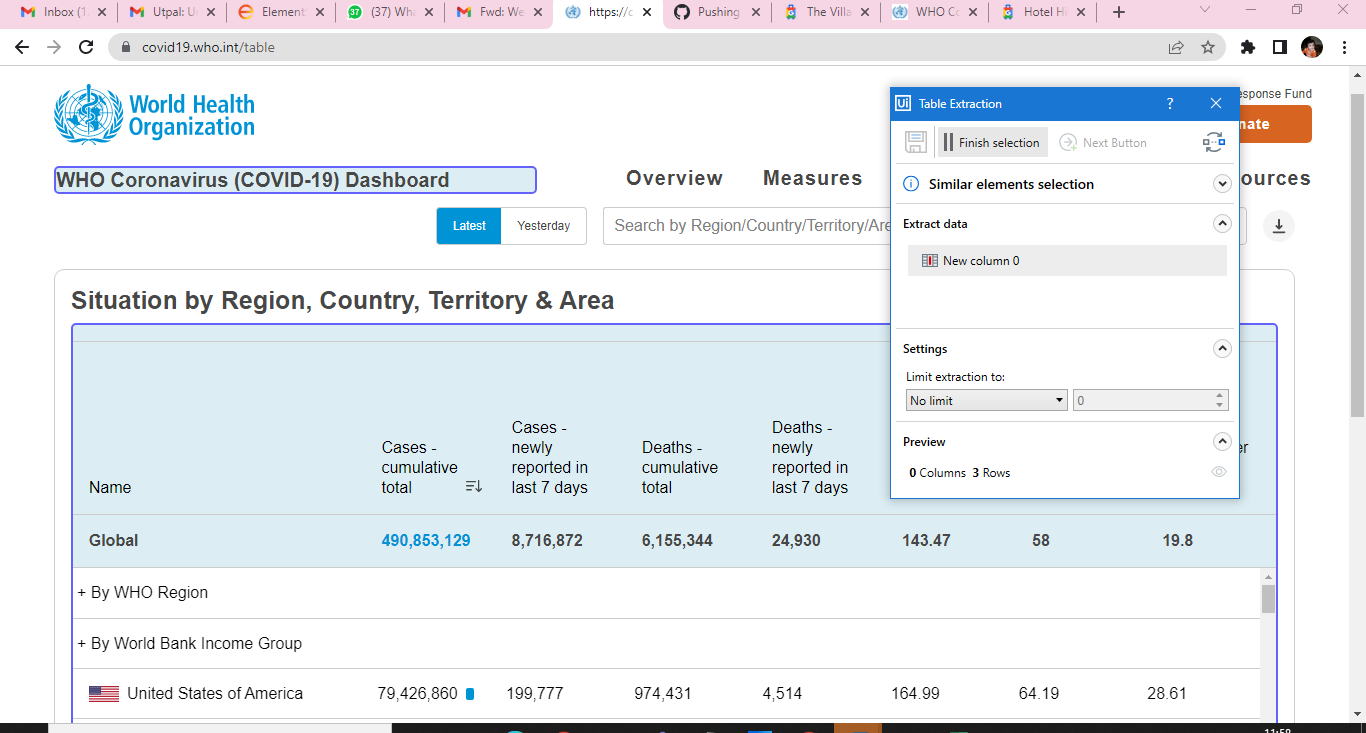 Inbox (1
Utpal: U
Element
37
(37) Wha
Fwd: We
https://c
Pushing
The Villa
WHO Co
Hotel Hi
covid19.who.int/table
World Health
Organization
esponse Fund
nate
WHO Coronavirus (COVID-19) Dashboard
Overview
Measures
ources
Latest
Yesterday
Search by Region/Country/Territory/Are
Situation by Region, Country, Territory & Area
Ui Table Extraction
?
Finish selection
Next Button
Similar elements selection
Extract data
New column 0
Settings
Limit extraction to:
No limit
0
Preview
0 Columns 3 Rows
Name
Cases -
cumulative
total
Cases -
newly
reported in
last 7 days
Deaths -
cumulative
total
Deaths -
newly
reported in
last 7 days
er
Global 490,853,129 8,716,872 6,155,344 24,930 143.47 58 19.8
+ By WHO Region
+ By World Bank Income Group
United States of America 79,426,860 199,777 974,431 4,514 164.99 64.19 28.61